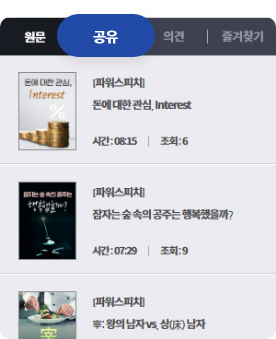 원문 공유 의견 | 즐겨찾기
돈에 대한 관심,
Interest
%
[파워스피치]
돈에 대한 관심, Interest
시간 : 08:15 | 조회 : 6
잠자는 숲 속의 공주는
행복했을까?
[파워스피치]
잠자는 숲 속의 공주는 행복했을까?
시간 : 07:29 | 조회 : 9
宰
[파워스피치]
宰: 왕의 남자 vs. 상(床) 남자